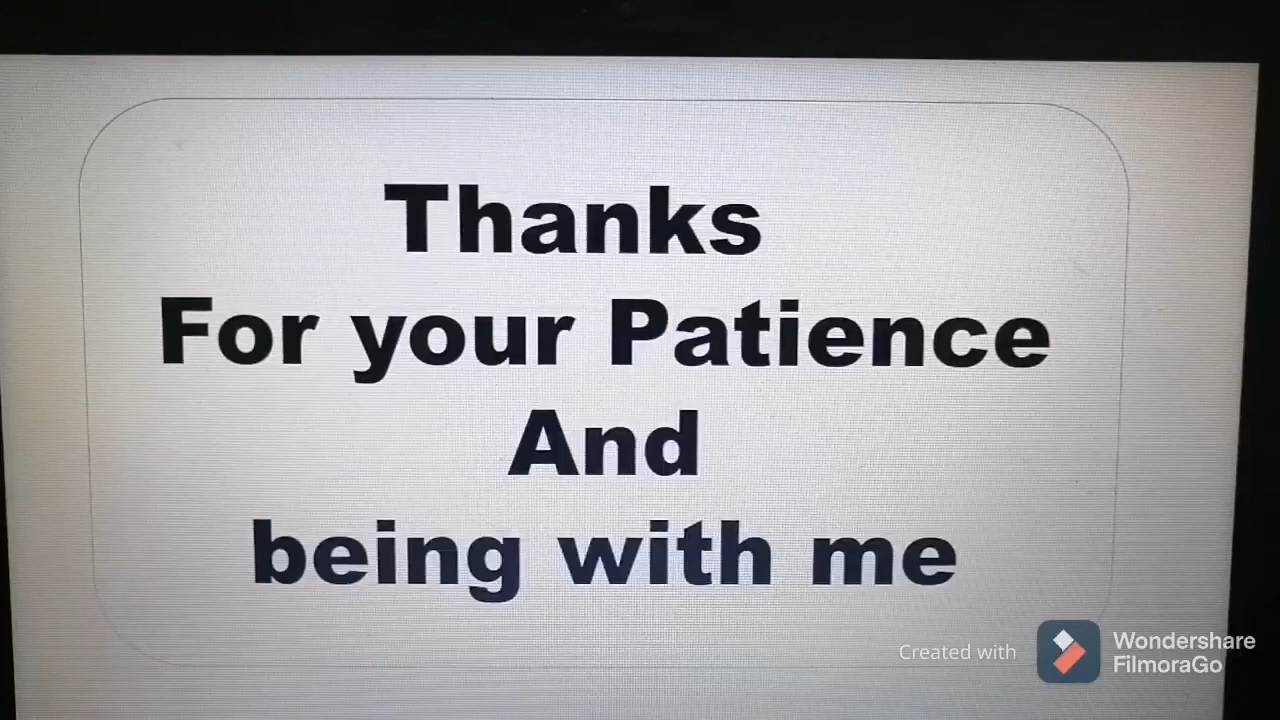 Thanks
For your Patience
And
being with me
Created with
Wondershare
FilmoraGo